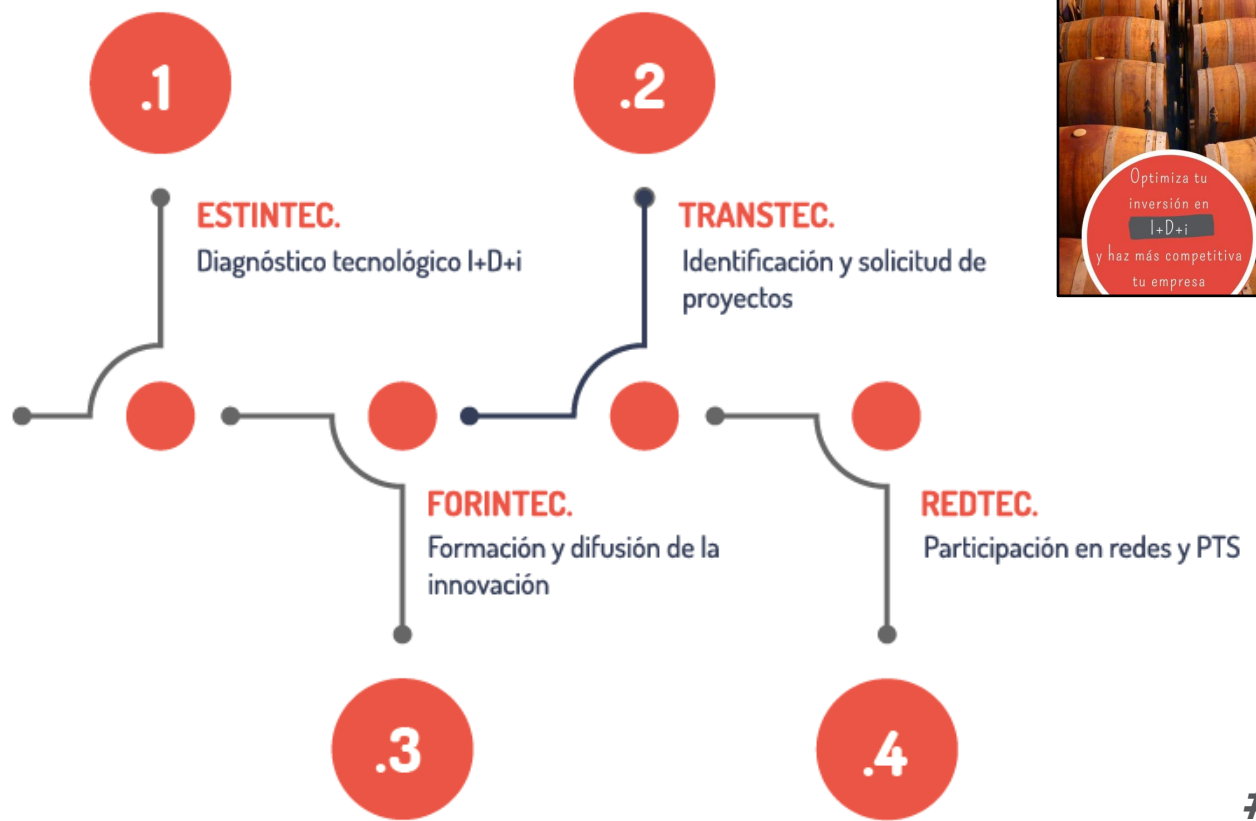 .1
ESTINTEC.
Diagnóstico tecnológico I+D+i
.2
TRANSTEC.
Identificación y solicitud de
proyectos
Optimiza tu
inversión en
I+D+i
y haz más competitiva
tu empresa
FORINTEC.
Formación y difusión de la
innovación
.3
REDTEC.
Participación en redes y PTS
.4